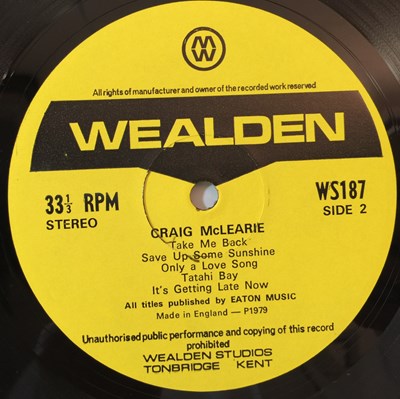 MW
All rights of manufacturer and owner of the recorded work reserved
WEALDEN
33⅓ RPM
STEREO
WS187
SIDE 2
CRAIG McLEARIE
Take Me Back
Save Up Some Sunshine
Only a Love Song
Tatahi Bay
It's Getting Late Now
All titles published by EATON MUSIC
Made in England — P1979
Unauthorised public performance and copying of this record
prohibited
WEALDEN STUDIOS
TONBRIDGE KENT